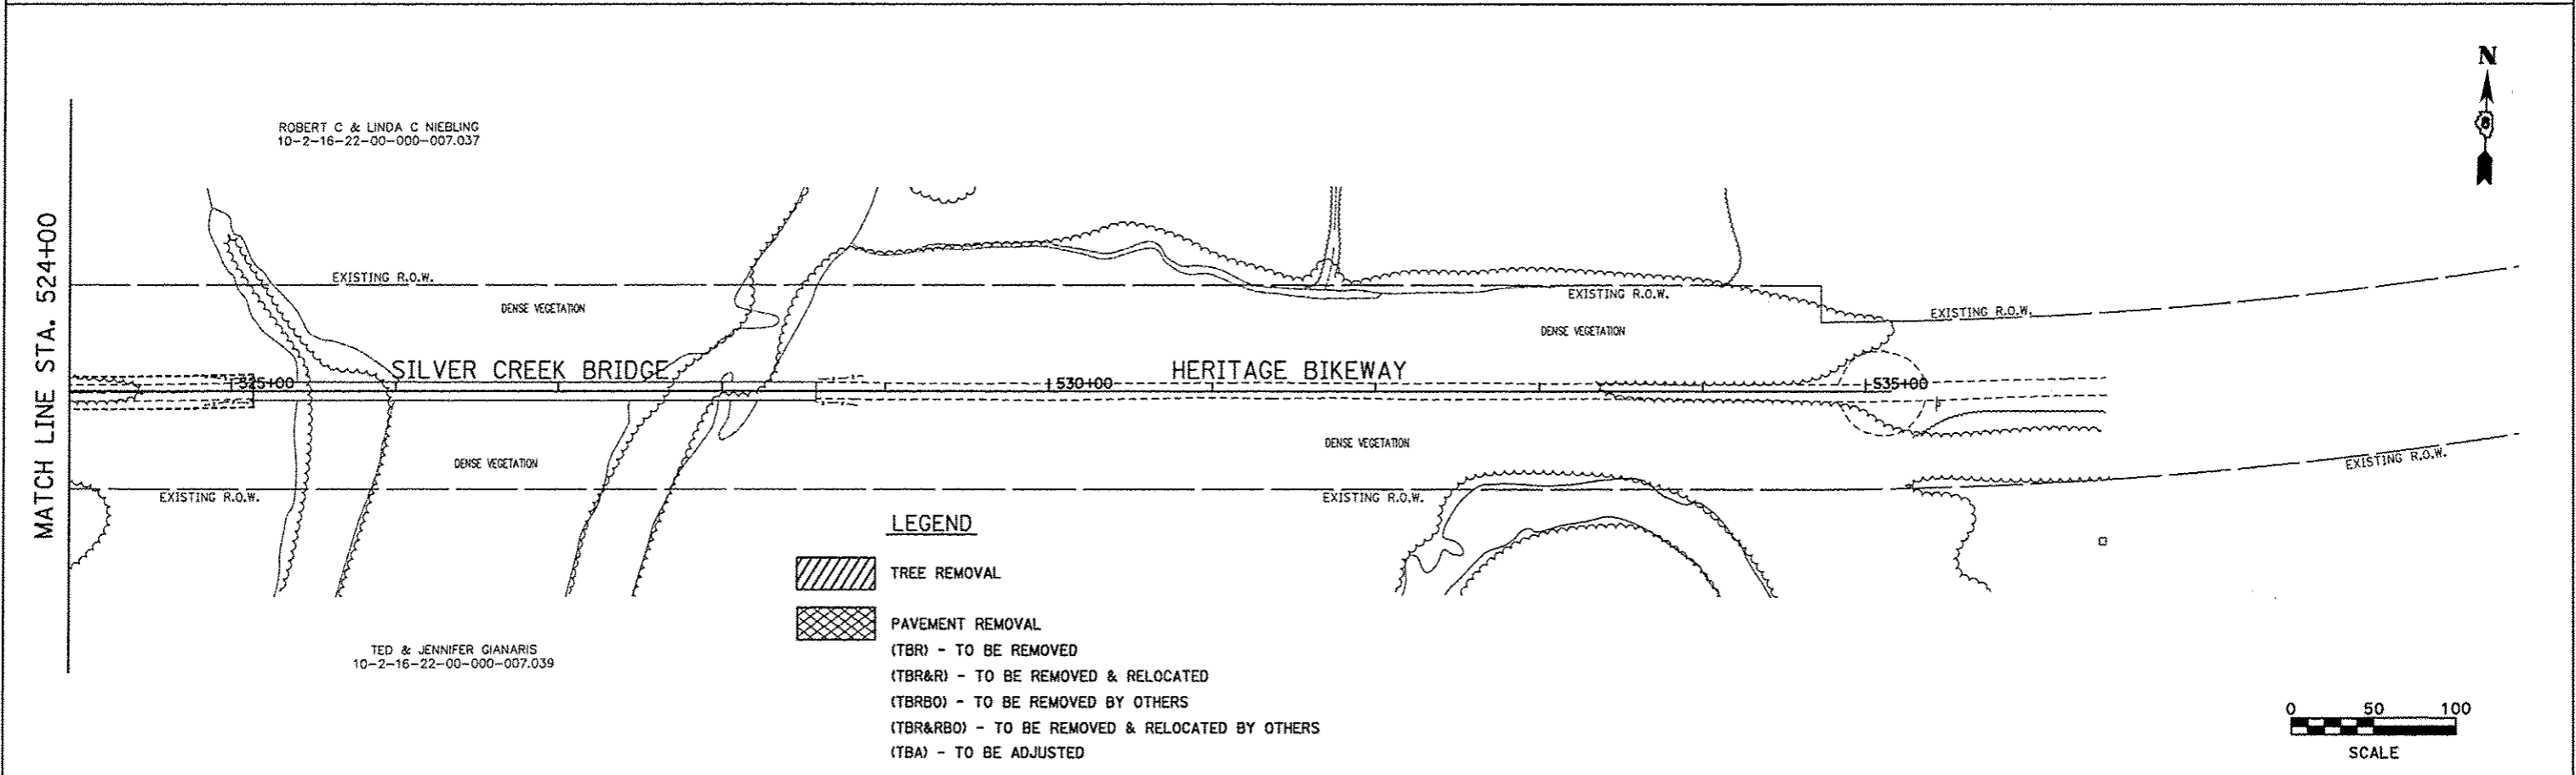 N
ROBERT C & LINDA C NIEBLING
10-2-16-22-00-000-007.037
MATCH LINE STA. 524+00
EXISTING R.O.W.
DENSE VEGETATION
EXISTING R.O.W.
EXISTING R.O.W.
DENSE VEGETATION
SILVER CREEK BRIDGE
HERITAGE BIKEWAY
525+00
530+00
535+00
DENSE VEGETATION
DENSE VEGETATION
EXISTING R.O.W.
EXISTING R.O.W.
EXISTING R.O.W.
LEGEND
TREE REMOVAL
PAVEMENT REMOVAL
(TBR) - TO BE REMOVED
(TBR&R) - TO BE REMOVED & RELOCATED
(TBRBO) - TO BE REMOVED BY OTHERS
(TBR&RBO) - TO BE REMOVED & RELOCATED BY OTHERS
(TBA) - TO BE ADJUSTED
TED & JENNIFER GIANARIS
10-2-16-22-00-000-007.039
0 50 100
SCALE